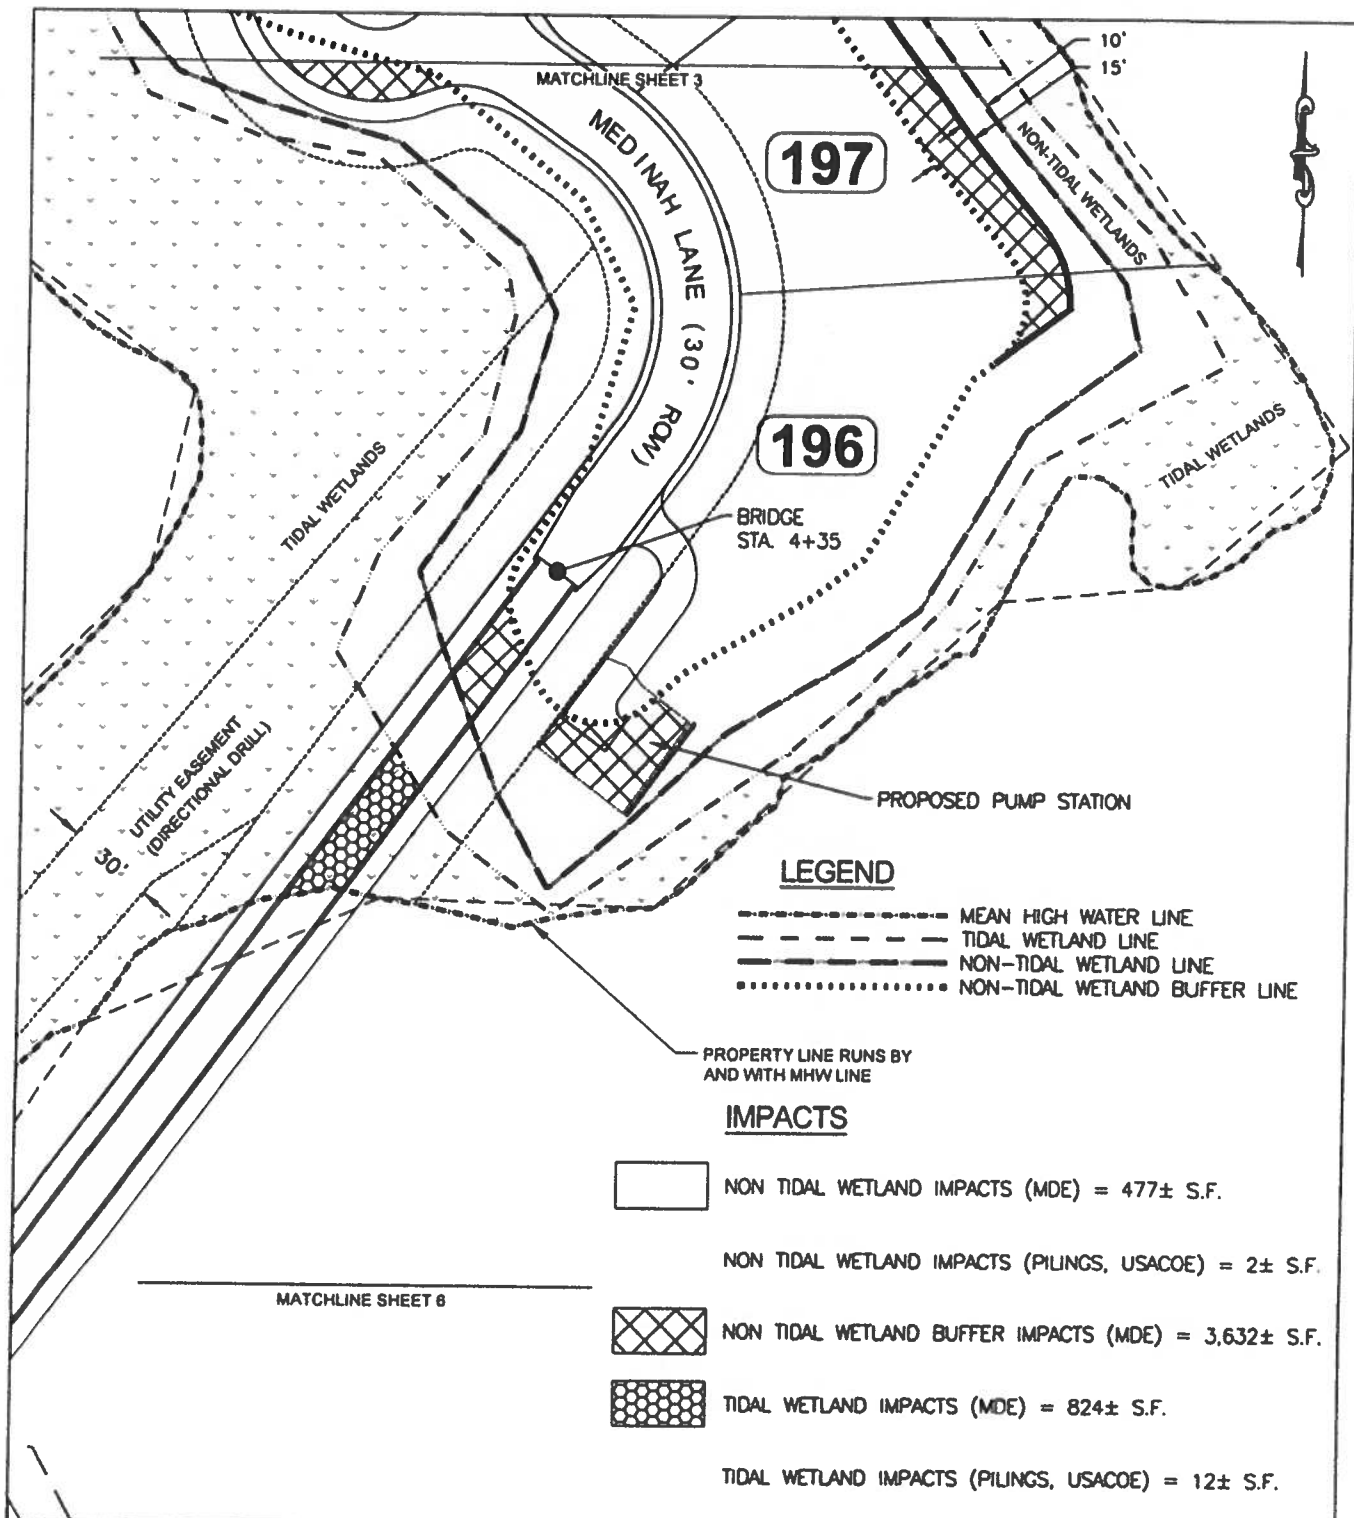 10'
15'
MATCHLINE SHEET 3
MEDINAH LANE (30' ROW)
197
NON-TIDAL WETLANDS
196
TIDAL WETLANDS
TIDAL WETLANDS
BRIDGE
STA. 4+35
UTILITY EASEMENT
(DIRECTIONAL DRILL)
30'
PROPOSED PUMP STATION
LEGEND
MEAN HIGH WATER LINE
TIDAL WETLAND LINE
NON-TIDAL WETLAND LINE
NON-TIDAL WETLAND BUFFER LINE
PROPERTY LINE RUNS BY
AND WITH MHW LINE
IMPACTS
NON TIDAL WETLAND IMPACTS (MDE) = 477± S.F.
NON TIDAL WETLAND IMPACTS (PILINGS, USACOE) = 2± S.F.
MATCHLINE SHEET 6
NON TIDAL WETLAND BUFFER IMPACTS (MDE) = 3,632± S.F.
TIDAL WETLAND IMPACTS (MDE) = 824± S.F.
TIDAL WETLAND IMPACTS (PILINGS, USACOE) = 12± S.F.